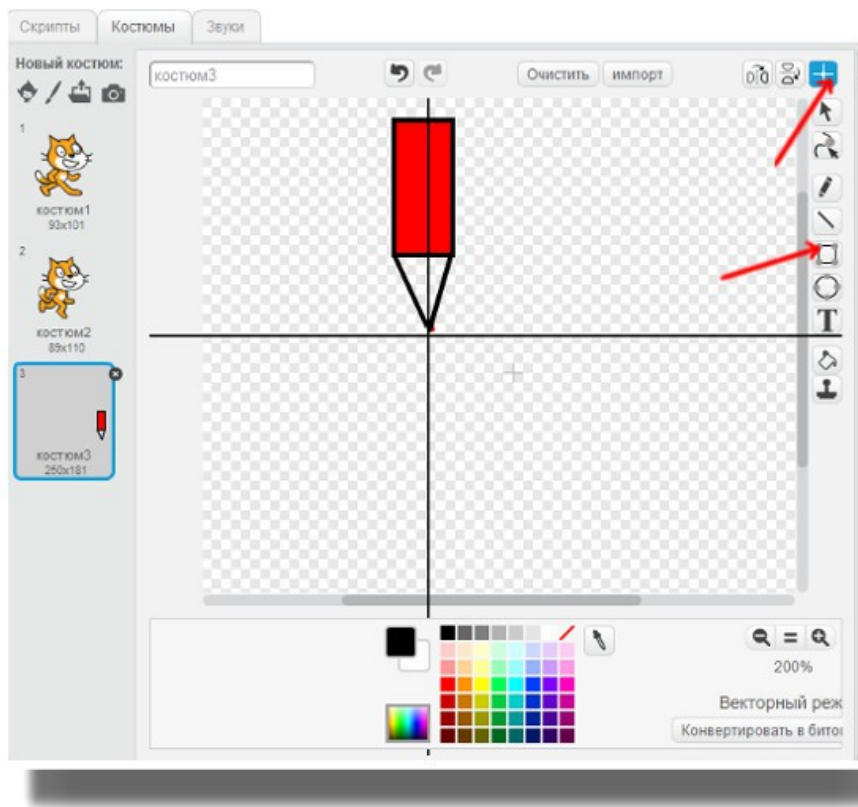 Скрипты Костюмы Звуки
Новый костюм:
костюм3 Очистить импорт
1
костюм1
93x101
2
костюм2
89x110
3
костюм3
250x181
T
200%
Векторный реж
Конвертировать в битов